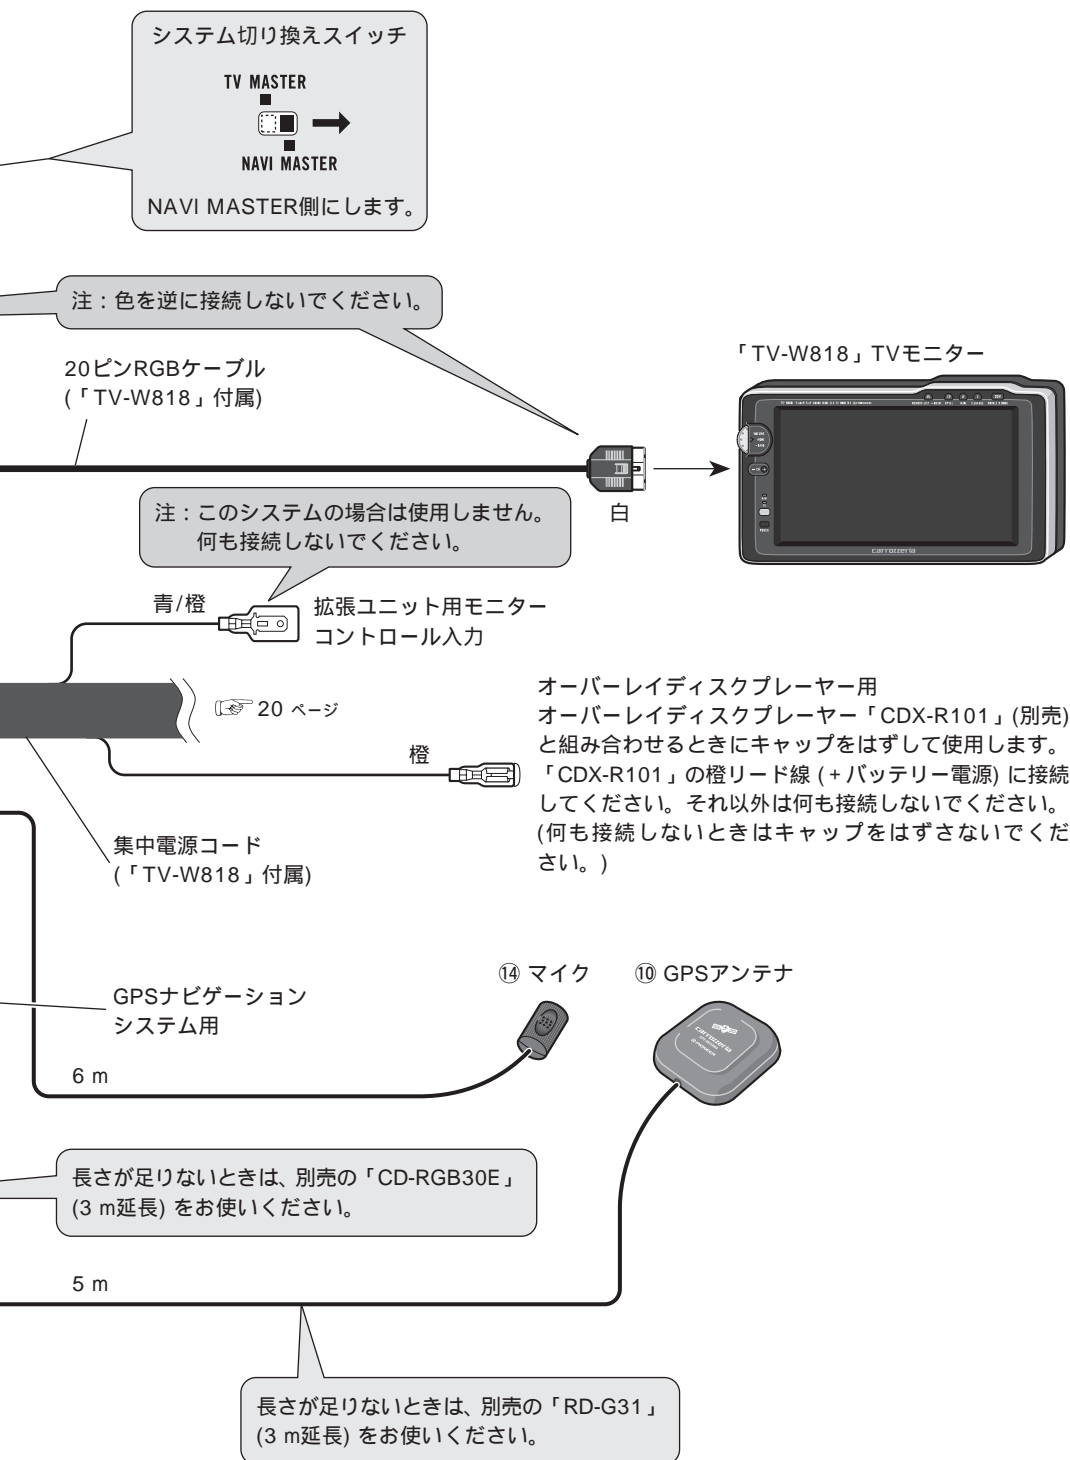 システム切り換えスイッチ
TV MASTER
NAVI MASTER
NAVI MASTER側にします。
注：色を逆に接続しないでください。
20ピンRGBケーブル
(「TV-W818」付属)
「TV-W818」TVモニター
carrozzeria
白
注：このシステムの場合は使用しません。
何も接続しないでください。
青/橙
拡張ユニット用モニター
コントロール入力
☞20 ページ
橙
オーバーレイディスクプレーヤー用
オーバーレイディスクプレーヤー「CDX-R101」(別売)
と組み合わせるときにキャップをはずして使用します。
「CDX-R101」の橙リード線 (+バッテリー電源) に接続
してください。それ以外は何も接続しないでください。
(何も接続しないときはキャップをはずさないでくだ
さい。)
集中電源コード
(「TV-W818」付属)
GPSナビゲーション
システム用
⑭ マイク
⑩ GPSアンテナ
carrozzeria
PIONEER
6 m
長さが足りないときは、別売の「CD-RGB30E」
(3 m延長) をお使いください。
5 m
長さが足りないときは、別売の「RD-G31」
(3 m延長) をお使いください。